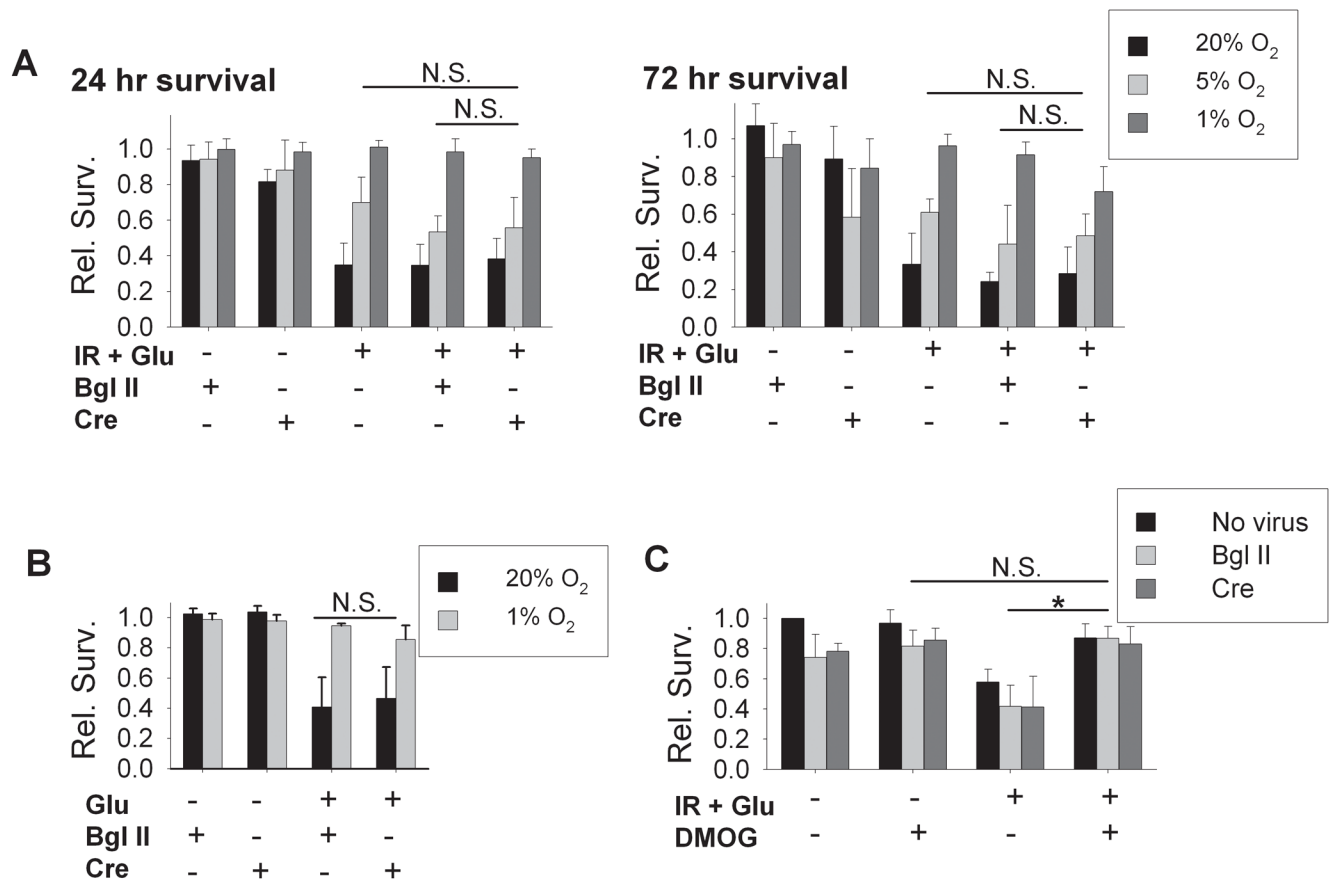 A
24 hr survival
N.S.
N.S.
Rel. Surv.
1.0
0.8
0.6
0.4
0.2
0.0
IR + Glu - - + + +
Bgl II + - - + -
Cre - + - - +
72 hr survival
N.S.
N.S.
20% O2
5% O2
1% O2
Rel. Surv.
1.0
0.8
0.6
0.4
0.2
0.0
IR + Glu - - + + +
Bgl II + - - + -
Cre - + - - +
B
20% O2
1% O2
N.S.
Rel. Surv.
1.0
0.8
0.6
0.4
0.2
0.0
Glu - - + +
Bgl II + - + -
Cre - + - +
C
No virus
Bgl II
Cre
N.S.
*
Rel. Surv.
1.0
0.8
0.6
0.4
0.2
0.0
IR + Glu - - + +
DMOG - + - +